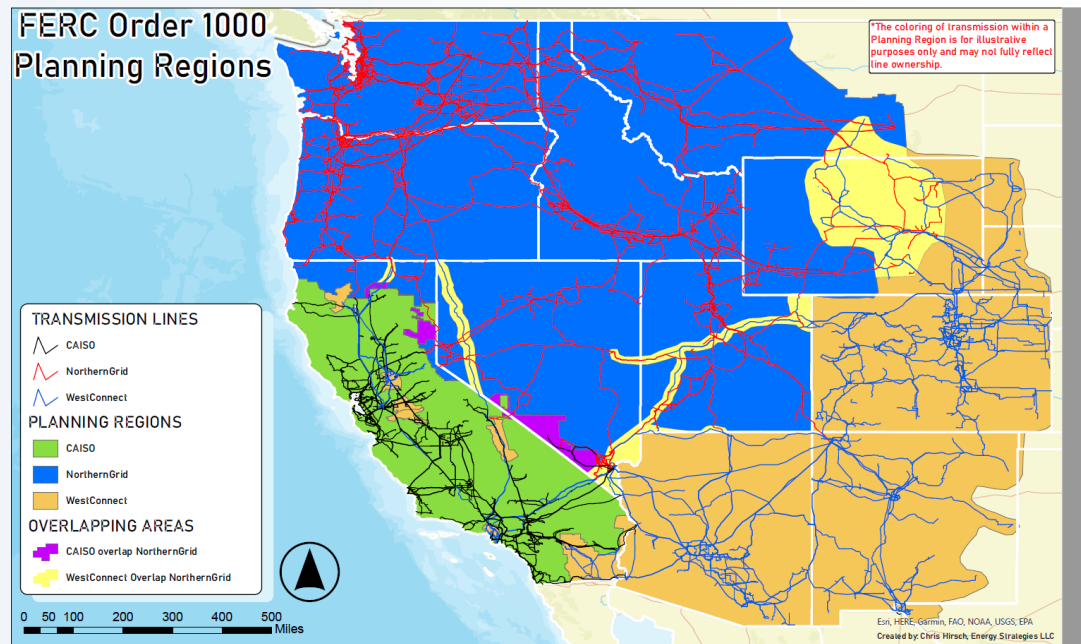 FERC Order 1000
Planning Regions
*The coloring of transmission within a
Planning Region is for illustrative
purposes only and may not fully reflect
line ownership.
TRANSMISSION LINES
CAISO
NorthernGrid
WestConnect
PLANNING REGIONS
CAISO
NorthernGrid
WestConnect
OVERLAPPING AREAS
CAISO overlap NorthernGrid
WestConnect Overlap NorthernGrid
0 50 100 200 300 400 500
Miles
Esri, HERE, Garmin, FAO, NOAA, USGS, EPA
Created by: Chris Hirsch, Energy Strategies LLC